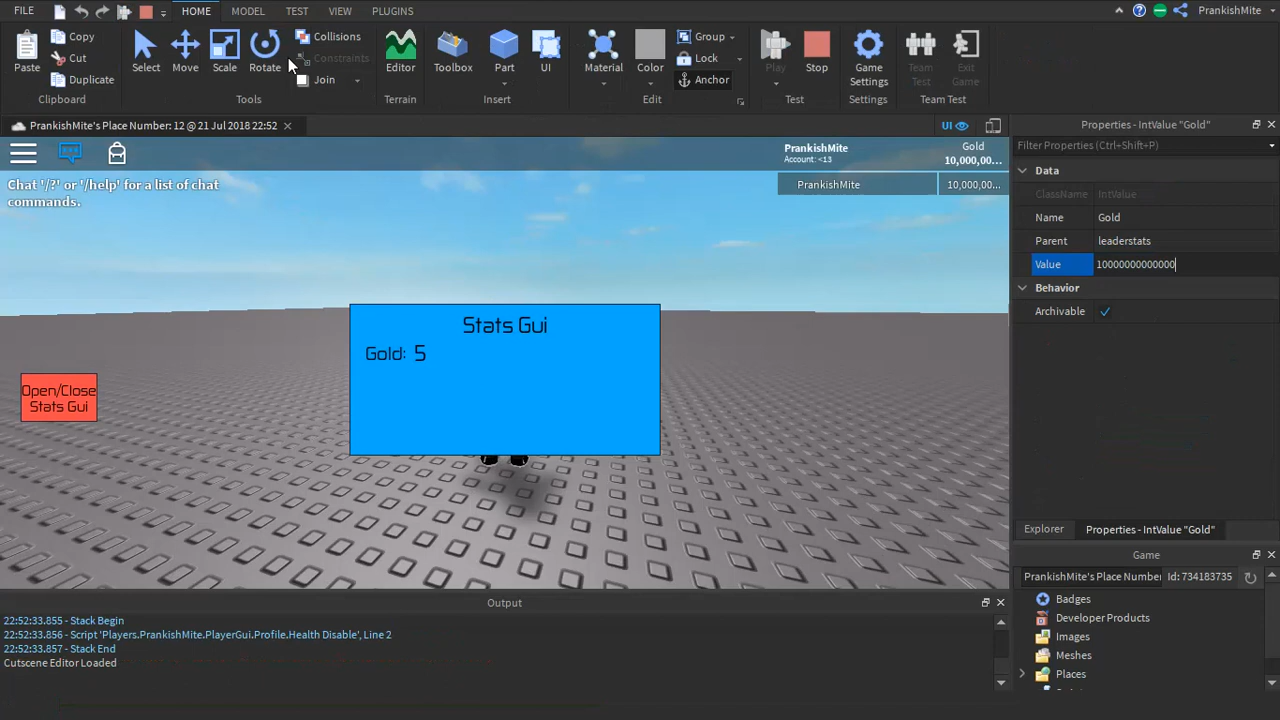 FILE HOME MODEL TEST VIEW PLUGINS PrankishMite
Paste Copy Cut Duplicate
Select Move Scale Rotate Collisions Constraints Join
Editor Toolbox Part UI Material Color Group Lock Anchor
Play Stop Game Settings Team Test Exit Game
Clipboard Tools Terrain Insert Edit Test Settings Team Test
PrankishMite's Place Number: 12 @ 21 Jul 2018 22:52 UI
PrankishMite Gold
Account: <13 10,000,00...
PrankishMite 10,000,00...
Chat '/?' or '/help' for a list of chat
commands.
Stats Gui
Gold: 5
Open/Close
Stats Gui
Properties - IntValue "Gold"
Filter Properties (Ctrl+Shift+P)
Data
ClassName IntValue
Name Gold
Parent leaderstats
Value 10000000000000
Behavior
Archivable
Explorer Properties - IntValue "Gold"
Game
PrankishMite's Place Number Id: 734183735
Badges
Developer Products
Images
Meshes
Places
Output
22:52:33.855 - Stack Begin
22:52:33.856 - Script 'Players.PrankishMite.PlayerGui.Profile.Health Disable', Line 2
22:52:33.857 - Stack End
Cutscene Editor Loaded